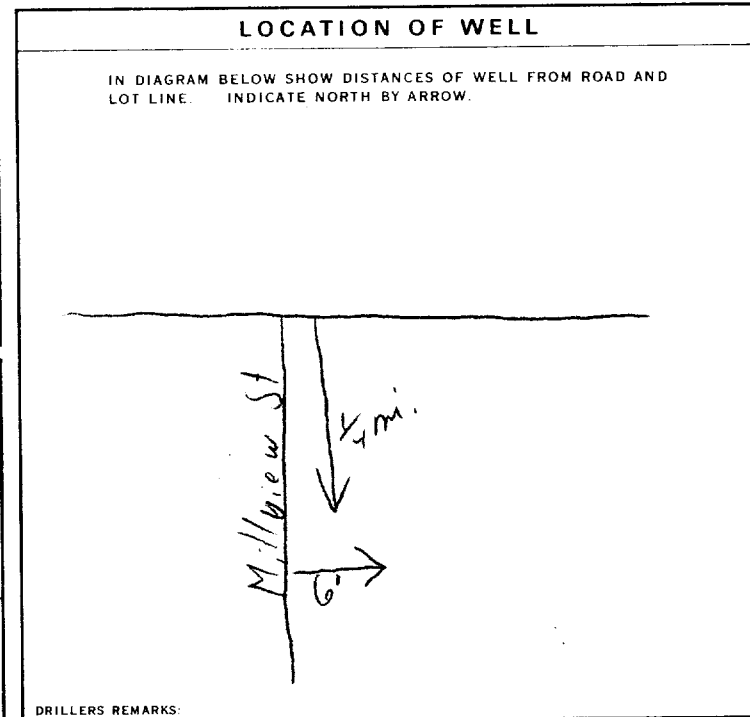 LOCATION OF WELL
IN DIAGRAM BELOW SHOW DISTANCES OF WELL FROM ROAD AND
LOT LINE. INDICATE NORTH BY ARROW.
Millview St
1/4 mi.
6'
DRILLERS REMARKS: